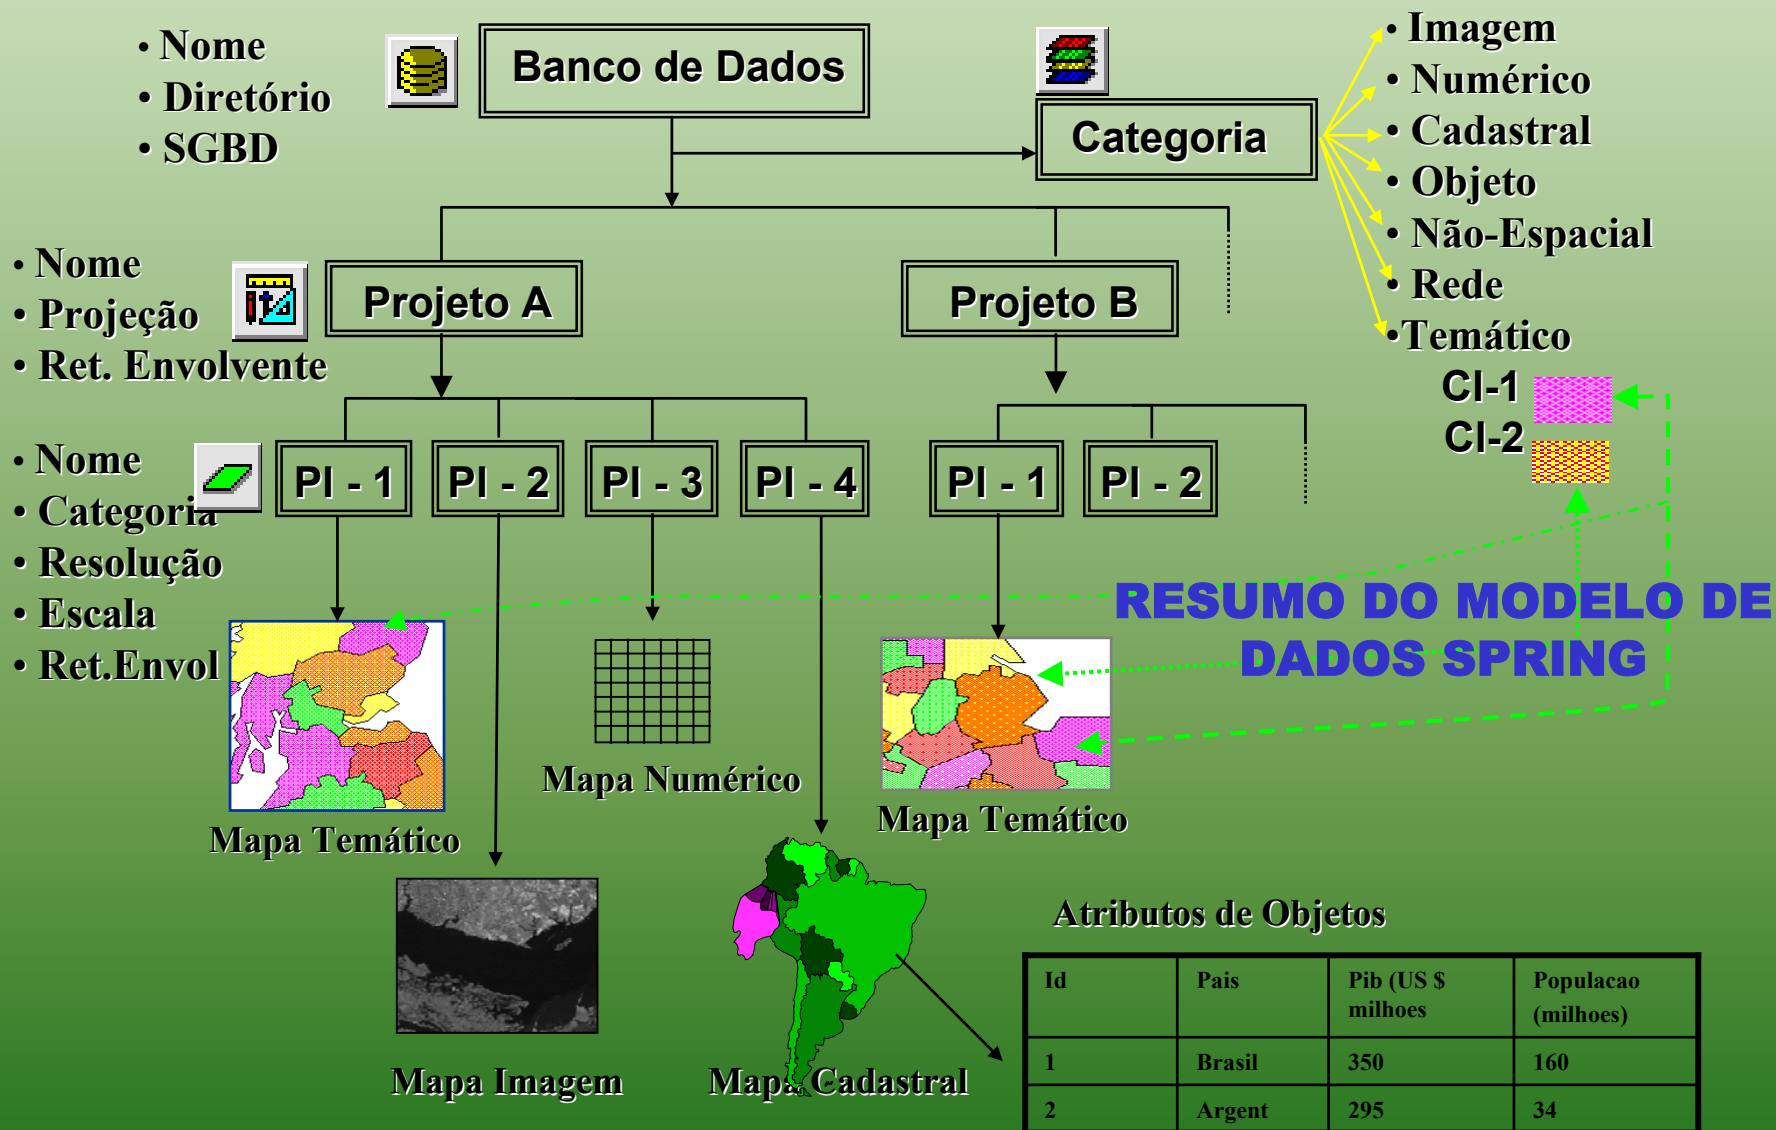 • Nome
• Diretório
• SGBD
Banco de Dados
Categoria
• Imagem
• Numérico
• Cadastral
• Objeto
• Não-Espacial
• Rede
•Temático
Cl-1
Cl-2
• Nome
• Projeção
• Ret. Envolvente
Projeto A
Projeto B
• Nome
• Categoria
• Resolução
• Escala
• Ret.Envol
PI - 1
PI - 2
PI - 3
PI - 4
PI - 1
PI - 2
RESUMO DO MODELO DE
DADOS SPRING
Mapa Temático
Mapa Numérico
Mapa Temático
Mapa Imagem
Mapa Cadastral
Atributos de Objetos
Id Pais Pib (US $ milhoes Populacao (milhoes)
1 Brasil 350 160
2 Argent 295 34